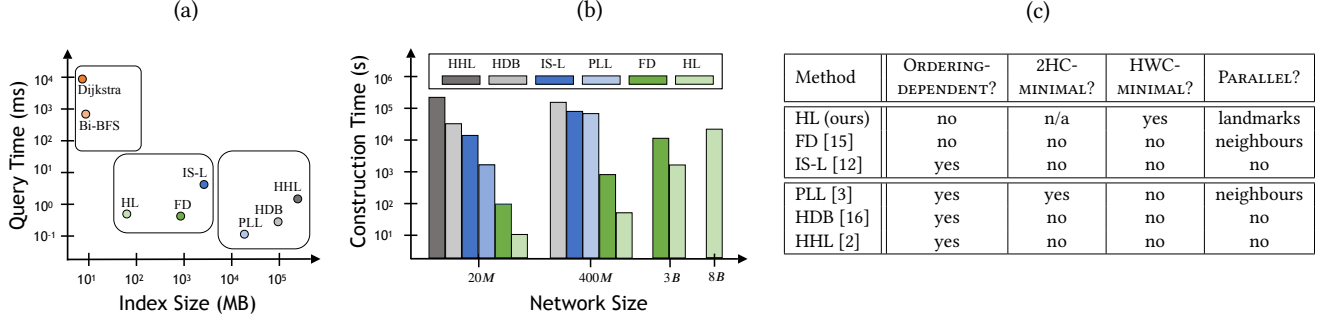 (a)
Query Time (ms)
10⁴
10³
10²
10¹
10⁰
10⁻¹
Dijkstra
Bi-BFS
HL
FD
IS-L
PLL
HDB
HHL
10¹
10²
10³
10⁴
10⁵
Index Size (MB)
(b)
Construction Time (s)
10⁶
10⁵
10⁴
10³
10²
10¹
HHL HDB IS-L PLL FD HL
20M 400M 3B 8B
Network Size
(c)
Method ORDERING-DEPENDENT? 2HC-MINIMAL? HWC-MINIMAL? PARALLEL?
HL (ours) no n/a yes landmarks
FD [15] no no no neighbours
IS-L [12] yes no no no
PLL [3] yes yes no neighbours
HDB [16] yes no no no
HHL [2] yes no no no